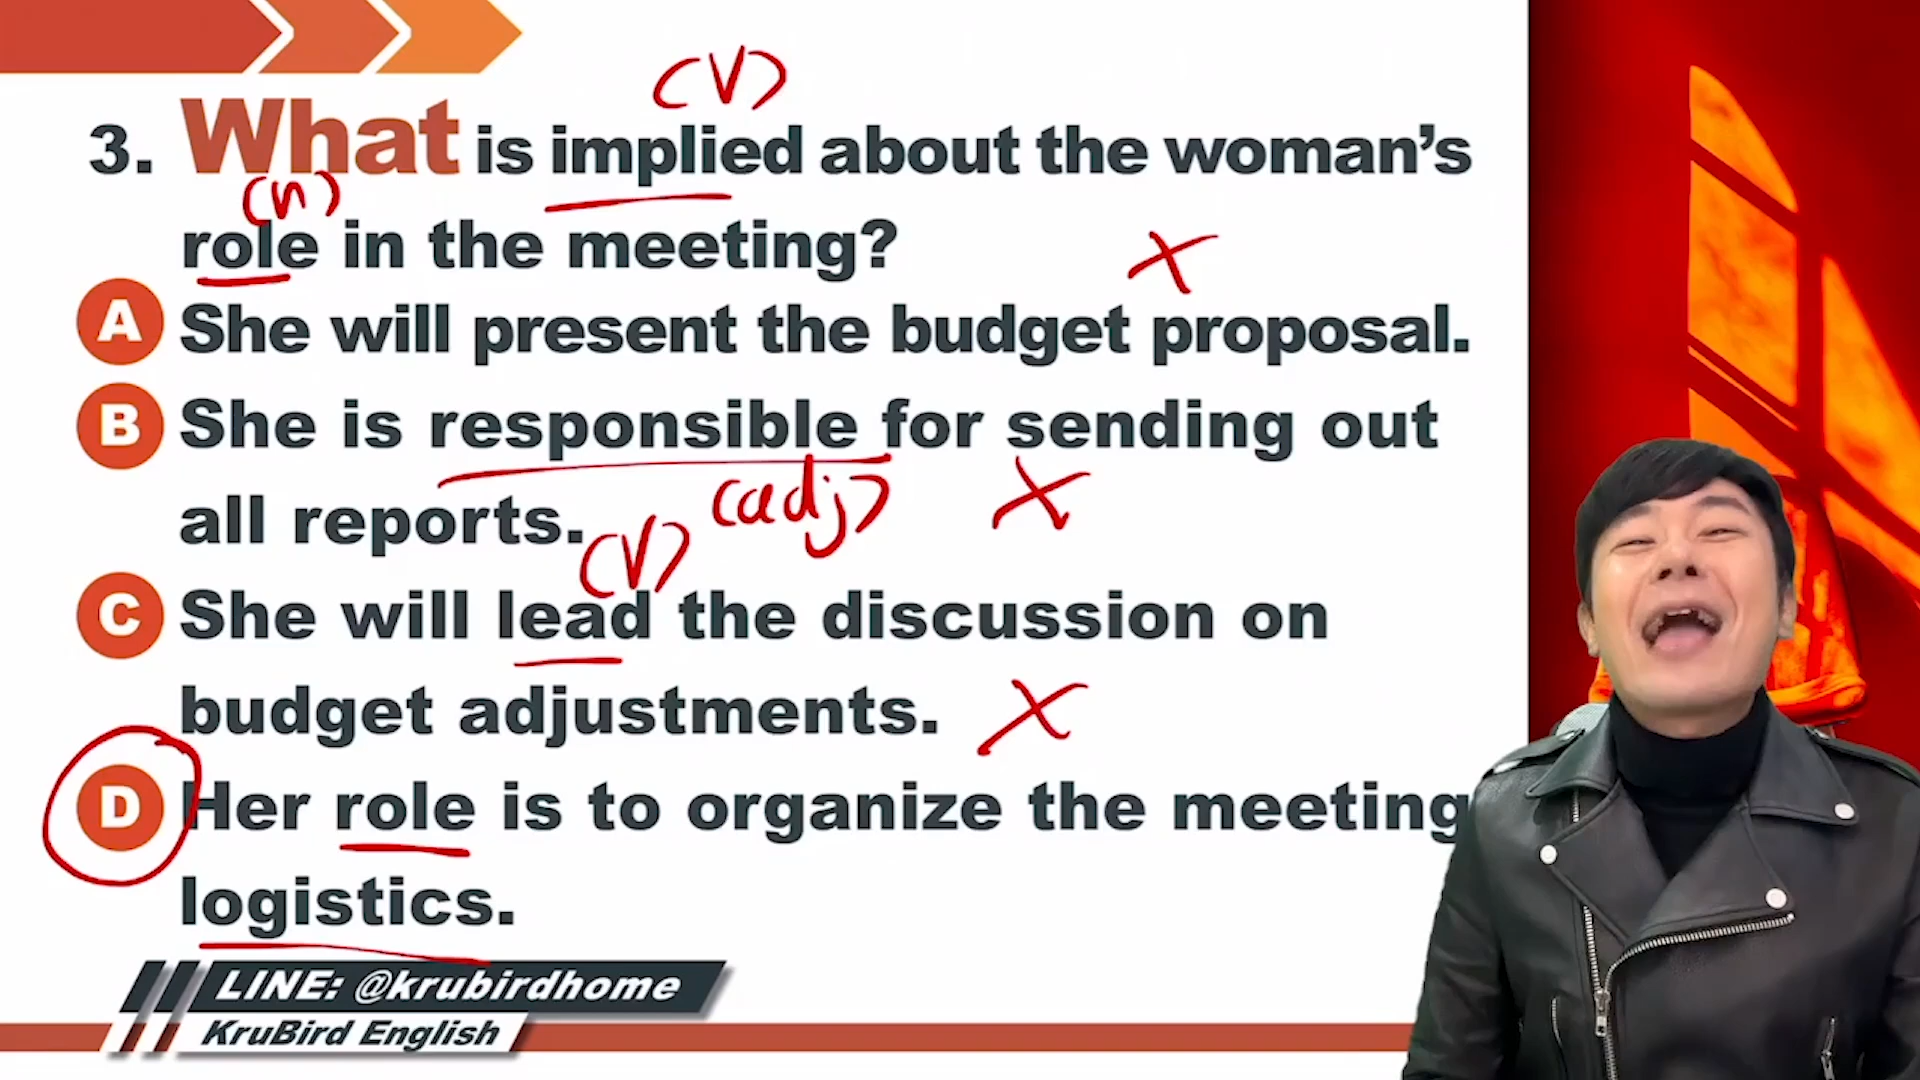 (V)
3. What is implied about the woman's
(n)
role in the meeting?
X
A She will present the budget proposal.
B She is responsible for sending out
all reports.
(adj)
X
(V)
C She will lead the discussion on
budget adjustments.
X
D Her role is to organize the meeting
logistics.
LINE: @krubirdhome
KruBird English